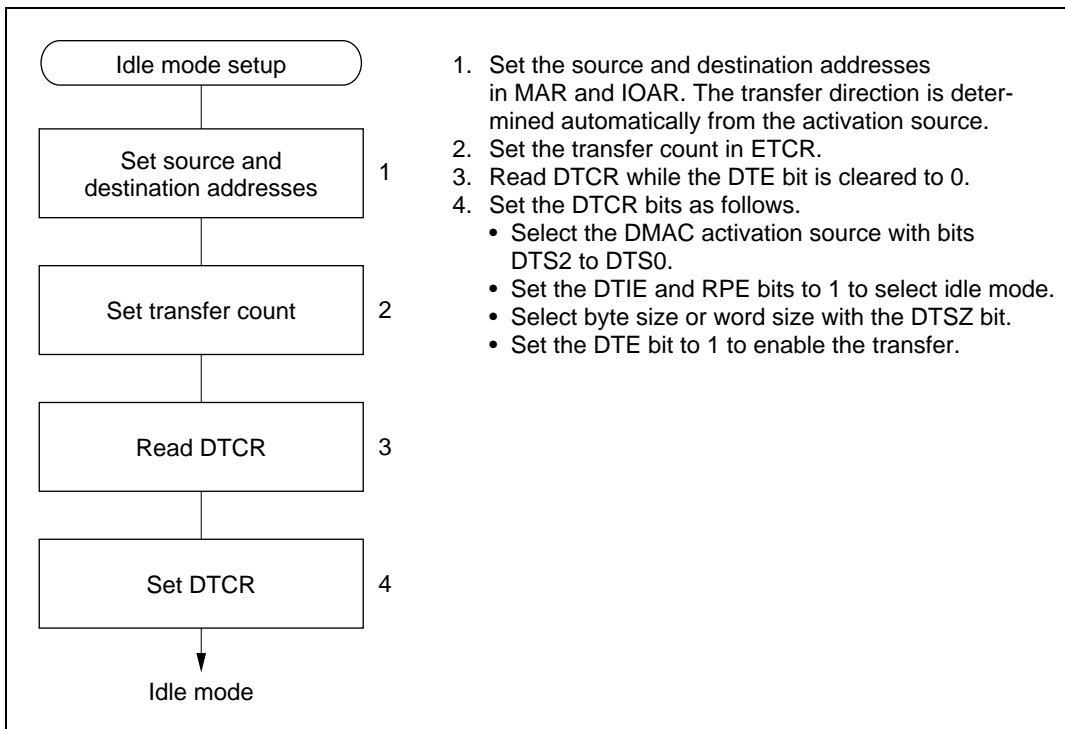 Idle mode setup
Set source and
destination addresses
1
Set transfer count
2
Read DTCR
3
Set DTCR
4
Idle mode
1. Set the source and destination addresses
in MAR and IOAR. The transfer direction is deter-
mined automatically from the activation source.
2. Set the transfer count in ETCR.
3. Read DTCR while the DTE bit is cleared to 0.
4. Set the DTCR bits as follows.
• Select the DMAC activation source with bits
DTS2 to DTS0.
• Set the DTIE and RPE bits to 1 to select idle mode.
• Select byte size or word size with the DTSZ bit.
• Set the DTE bit to 1 to enable the transfer.